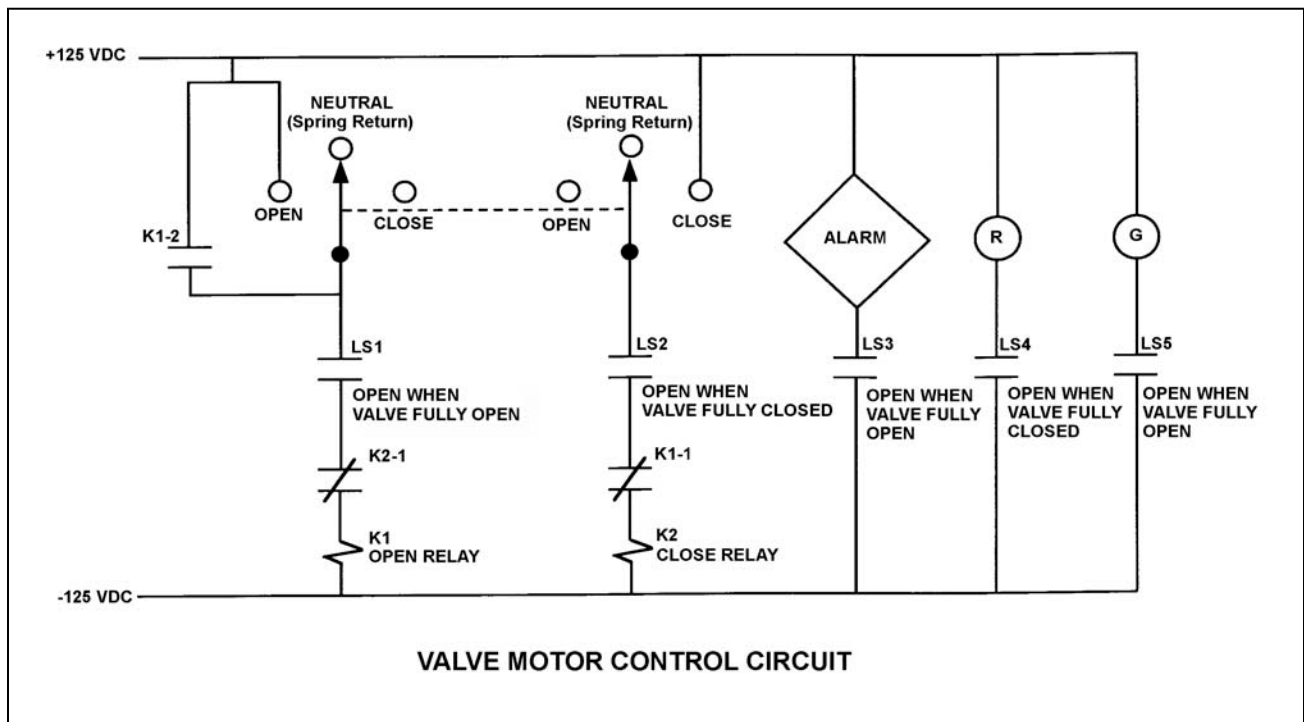 +125 VDC
NEUTRAL
(Spring Return)
NEUTRAL
(Spring Return)
OPEN
CLOSE
OPEN
CLOSE
K1-2
ALARM
R
G
LS1
OPEN WHEN
VALVE FULLY OPEN
LS2
OPEN WHEN
VALVE FULLY CLOSED
LS3
OPEN WHEN
VALVE FULLY
OPEN
LS4
OPEN WHEN
VALVE FULLY
CLOSED
LS5
OPEN WHEN
VALVE FULLY
OPEN
K2-1
K1-1
K1
OPEN RELAY
K2
CLOSE RELAY
-125 VDC
VALVE MOTOR CONTROL CIRCUIT